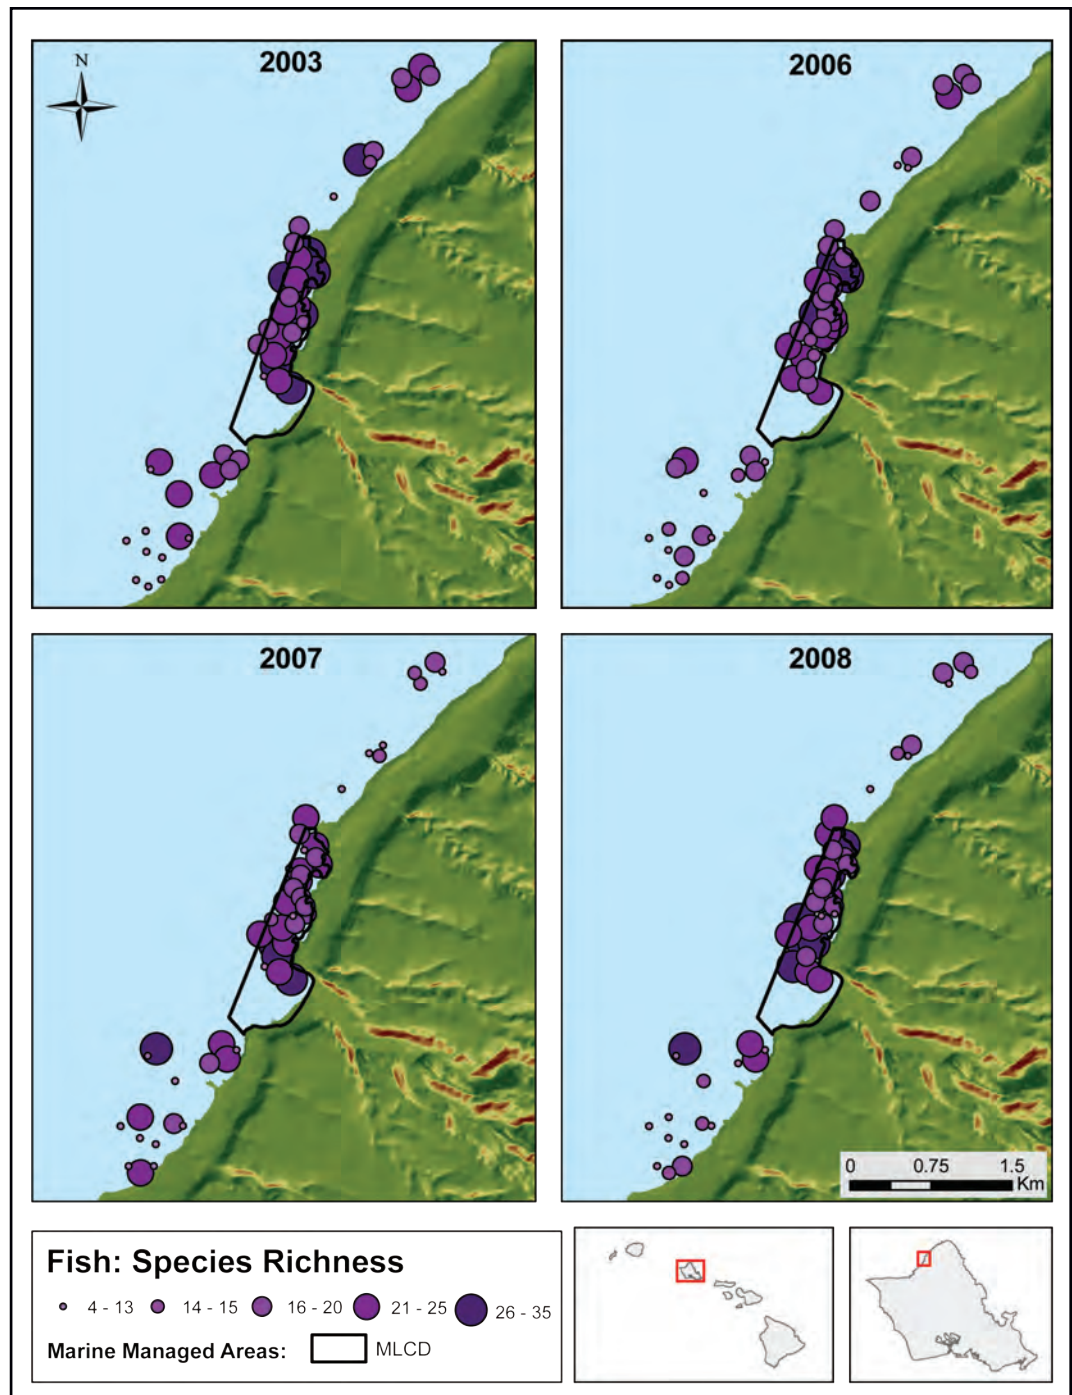 2003
N
2006
2007
2008
0 0.75 1.5
Km
Fish: Species Richness
4 - 13 14 - 15 16 - 20 21 - 25 26 - 35
Marine Managed Areas: MLCD